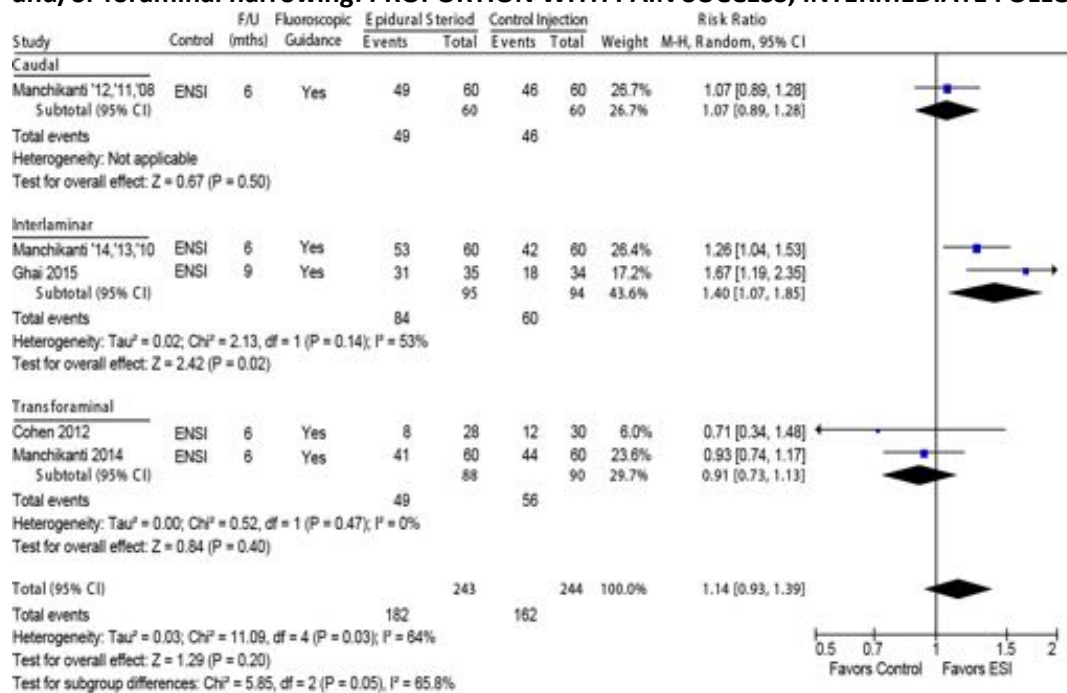 and/or foraminal narrowing: PROPORTION WITH PAIN SUCCESS, INTERMEDIATE
F/U Fluoroscopic Epidural Steriod Control Injection Risk Ratio
Study Control (mths) Guidance Events Total Events Total Weight M-H, Random, 95% CI
Caudal
Manchikanti '12,'11,'08 ENSI 6 Yes 49 60 46 60 26.7% 1.07 [0.89, 1.28]
Subtotal (95% CI) 60 60 26.7% 1.07 [0.89, 1.28]
Total events 49 46
Heterogeneity: Not applicable
Test for overall effect: Z = 0.67 (P = 0.50)
Interlaminar
Manchikanti '14,'13,'10 ENSI 6 Yes 53 60 42 60 26.4% 1.26 [1.04, 1.53]
Ghai 2015 ENSI 9 Yes 31 35 18 34 17.2% 1.67 [1.19, 2.35]
Subtotal (95% CI) 95 94 43.6% 1.40 [1.07, 1.85]
Total events 84 60
Heterogeneity: Tau² = 0.02; Chi² = 2.13, df = 1 (P = 0.14); I² = 53%
Test for overall effect: Z = 2.42 (P = 0.02)
Transforaminal
Cohen 2012 ENSI 6 Yes 8 28 12 30 6.0% 0.71 [0.34, 1.48]
Manchikanti 2014 ENSI 6 Yes 41 60 44 60 23.6% 0.93 [0.74, 1.17]
Subtotal (95% CI) 88 90 29.7% 0.91 [0.73, 1.13]
Total events 49 56
Heterogeneity: Tau² = 0.00; Chi² = 0.52, df = 1 (P = 0.47); I² = 0%
Test for overall effect: Z = 0.84 (P = 0.40)
Total (95% CI) 243 244 100.0% 1.14 [0.93, 1.39]
Total events 182 162
Heterogeneity: Tau² = 0.03; Chi² = 11.09, df = 4 (P = 0.03); I² = 64%
Test for overall effect: Z = 1.29 (P = 0.20)
Test for subgroup differences: Chi² = 5.85, df = 2 (P = 0.05), I² = 65.8%
0.5 0.7 1 1.5 2
Favors Control Favors ESI